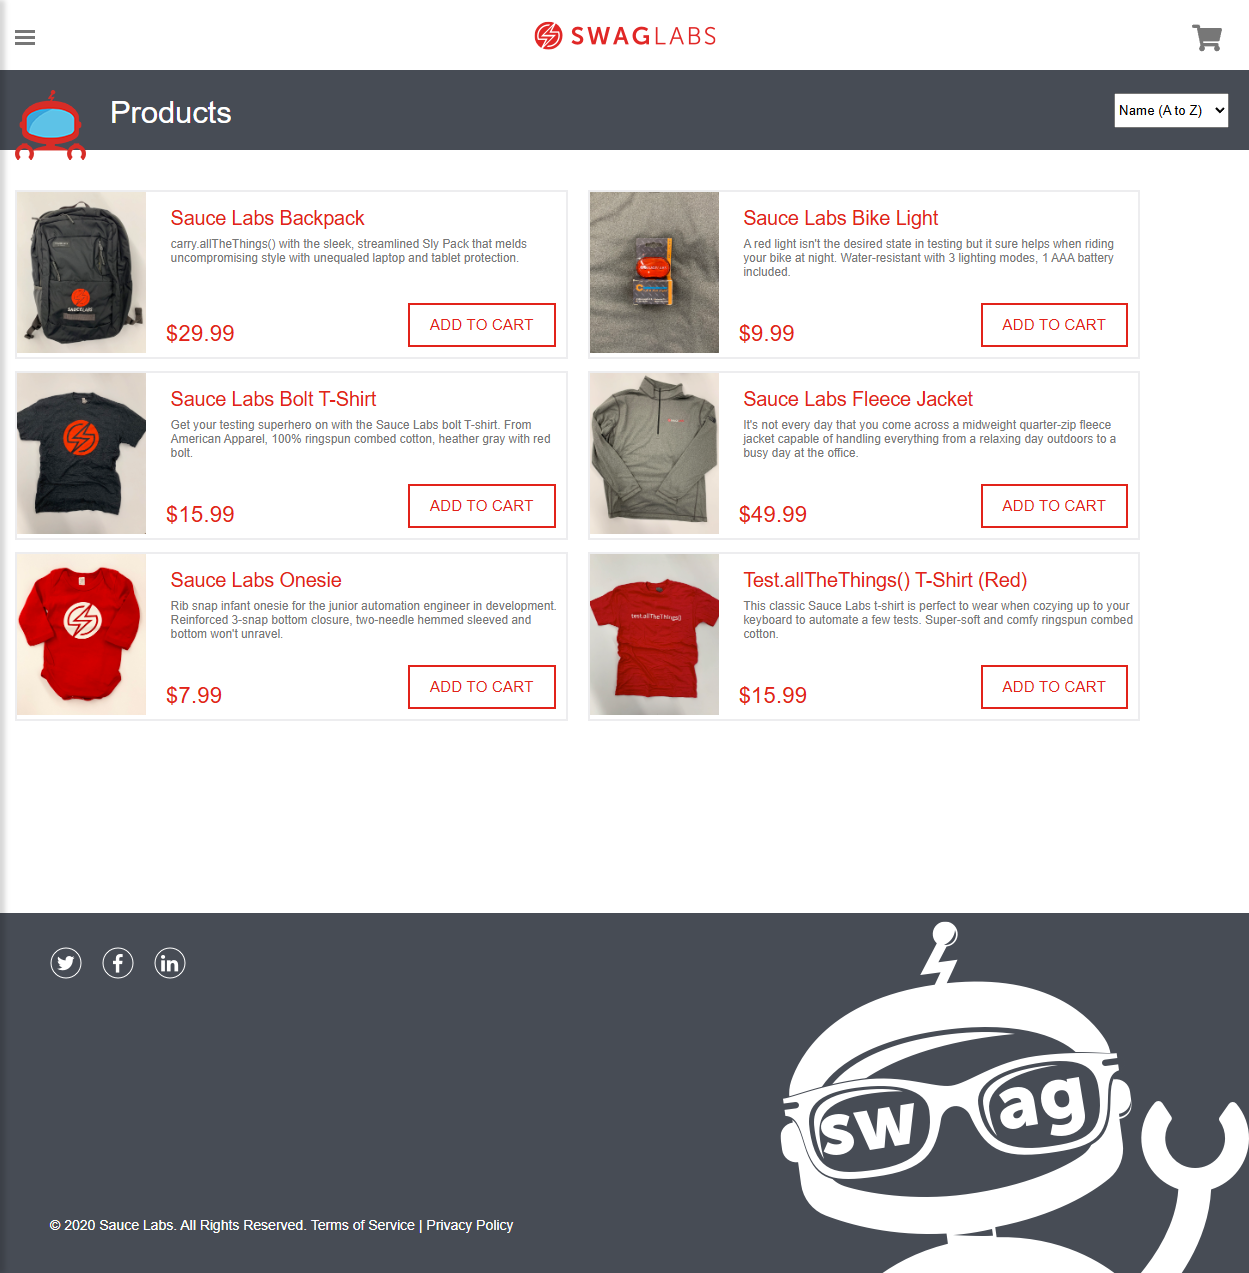 SWAGLABS
Products
Name (A to Z)
Sauce Labs Backpack
carry.allTheThings() with the sleek, streamlined Sly Pack that melds
uncompromising style with unequaled laptop and tablet protection.
$29.99
ADD TO CART
Sauce Labs Bike Light
A red light isn't the desired state in testing but it sure helps when riding
your bike at night. Water-resistant with 3 lighting modes, 1 AAA battery
included.
$9.99
ADD TO CART
Sauce Labs Bolt T-Shirt
Get your testing superhero on with the Sauce Labs bolt T-shirt. From
American Apparel, 100% ringspun combed cotton, heather gray with red
bolt.
$15.99
ADD TO CART
Sauce Labs Fleece Jacket
It's not every day that you come across a midweight quarter-zip fleece
jacket capable of handling everything from a relaxing day outdoors to a
busy day at the office.
$49.99
ADD TO CART
Sauce Labs Onesie
Rib snap infant onesie for the junior automation engineer in development.
Reinforced 3-snap bottom closure, two-needle hemmed sleeved and
bottom won't unravel.
$7.99
ADD TO CART
test.allTheThings()
Test.allTheThings() T-Shirt (Red)
This classic Sauce Labs t-shirt is perfect to wear when cozying up to your
keyboard to automate a few tests. Super-soft and comfy ringspun combed
cotton.
$15.99
ADD TO CART
swag
© 2020 Sauce Labs. All Rights Reserved. Terms of Service | Privacy Policy